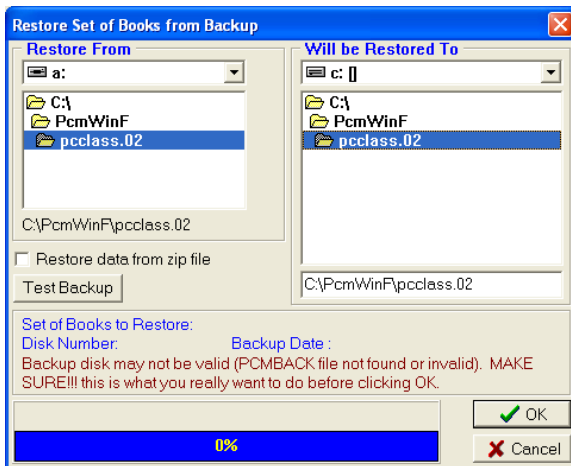 Restore Set of Books from Backup
Restore From
a:
C:\
PcmWinF
pcclass.02
C:\PcmWinF\pcclass.02
Restore data from zip file
Test Backup
Will be Restored To
c: []
C:\
PcmWinF
pcclass.02
C:\PcmWinF\pcclass.02
Set of Books to Restore:
Disk Number: Backup Date :
Backup disk may not be valid (PCMBACK file not found or invalid). MAKE
SURE!!! this is what you really want to do before clicking OK.
0%
OK
Cancel